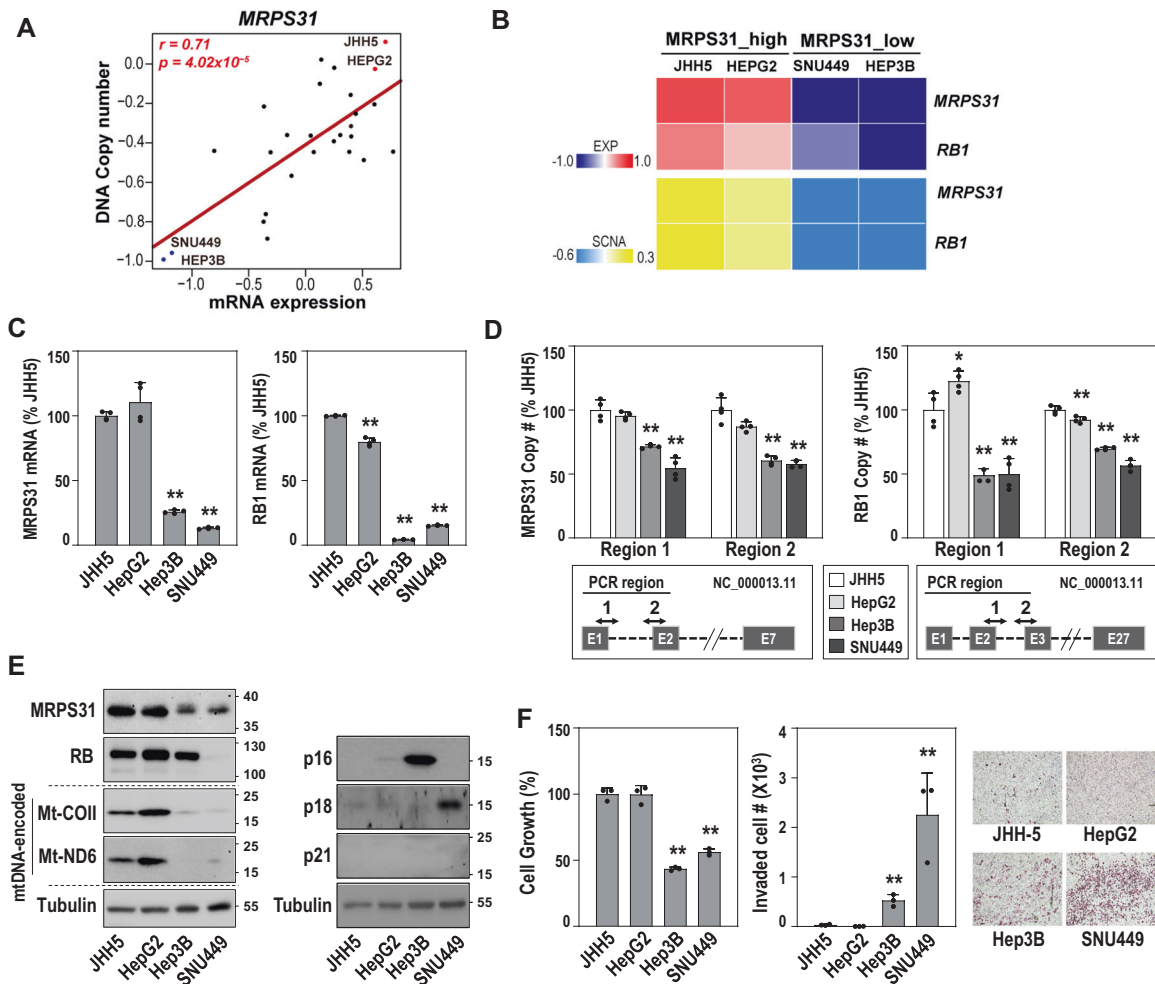 A
MRPS31
r = 0.71
p = 4.02x10⁻⁵
JHH5
HEPG2
SNU449
HEP3B
DNA Copy number
0.0
−0.2
−0.4
−0.6
−0.8
−1.0
−1.0
−0.5
0.0
0.5
mRNA expression
B
MRPS31_high
MRPS31_low
JHH5
HEPG2
SNU449
HEP3B
MRPS31
RB1
EXP
-1.0
1.0
MRPS31
RB1
SCNA
-0.6
0.3
C
MRPS31 mRNA (% JHH5)
150
100
50
0
**
**
JHH5
HepG2
Hep3B
SNU449
RB1 mRNA (% JHH5)
150
100
50
0
**
**
**
JHH5
HepG2
Hep3B
SNU449
D
MRPS31 Copy # (% JHH5)
150
100
50
0
**
**
**
**
Region 1
Region 2
RB1 Copy # (% JHH5)
150
100
50
0
*
**
**
**
**
**
Region 1
Region 2
PCR region
NC_000013.11
1
2
E1
E2
E7
JHH5
HepG2
Hep3B
SNU449
PCR region
NC_000013.11
1
2
E1
E2
E3
E27
E
mtDNA-encoded
MRPS31
40
35
RB
130
100
Mt-COII
25
20
15
Mt-ND6
25
20
15
Tubulin
55
JHH5
HepG2
Hep3B
SNU449
p16
15
p18
15
p21
25
20
15
Tubulin
55
JHH5
HepG2
Hep3B
SNU449
F
Cell Growth (%)
150
100
50
0
**
**
JHH5
HepG2
Hep3B
SNU449
Invaded cell # (X10³)
4
3
2
1
0
**
**
JHH5
HepG2
Hep3B
SNU449
JHH-5
HepG2
Hep3B
SNU449